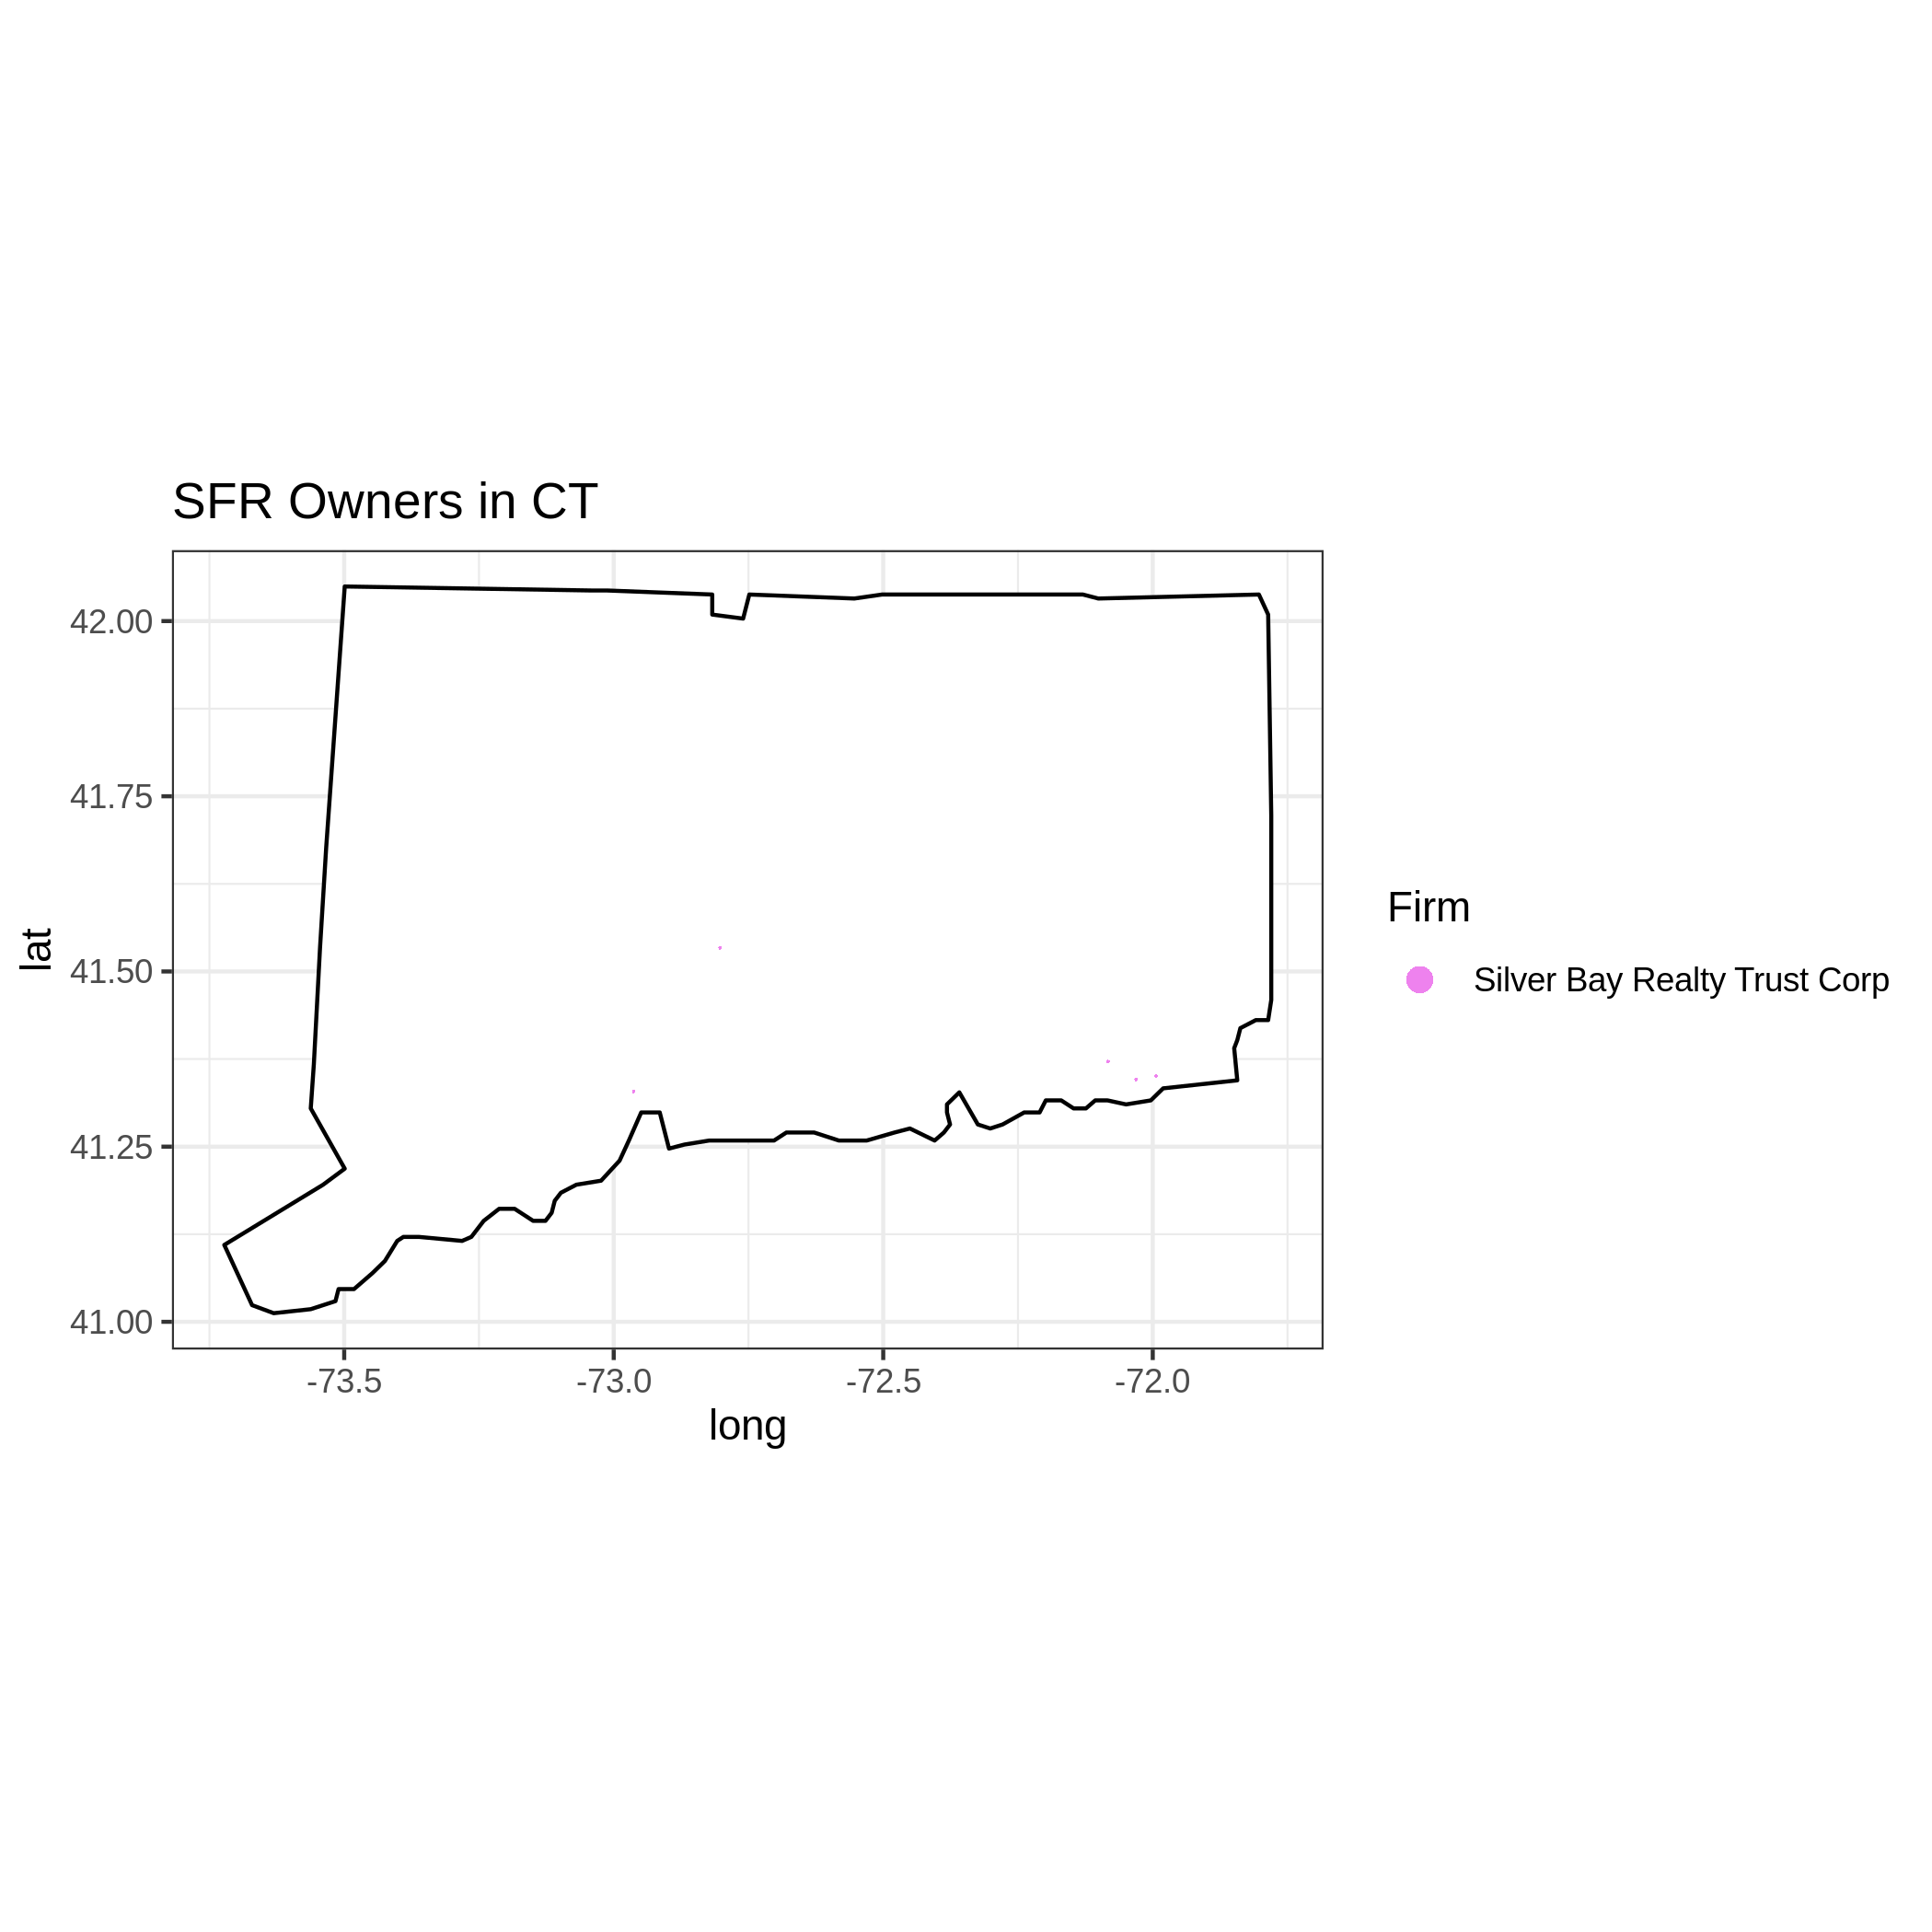 SFR Owners in CT
42.00
41.75
41.50
41.25
41.00
lat
-73.5 -73.0 -72.5 -72.0
long
Firm
Silver Bay Realty Trust Corp